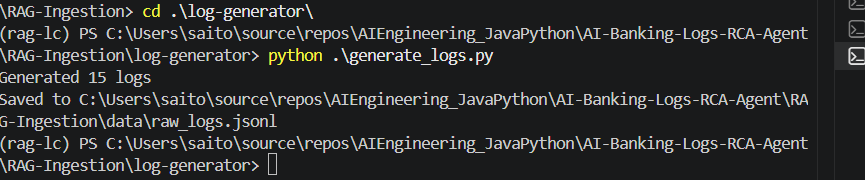 \RAG-Ingestion> cd .\log-generator\
(rag-lc) PS C:\Users\saito\source\repos\AIEngineering_JavaPython\AI-Banking-Logs-RCA-Agent
\RAG-Ingestion\log-generator> python .\generate_logs.py
Generated 15 logs
Saved to C:\Users\saito\source\repos\AIEngineering_JavaPython\AI-Banking-Logs-RCA-Agent\RA
G-Ingestion\data\raw_logs.jsonl
(rag-lc) PS C:\Users\saito\source\repos\AIEngineering_JavaPython\AI-Banking-Logs-RCA-Agent
\RAG-Ingestion\log-generator>